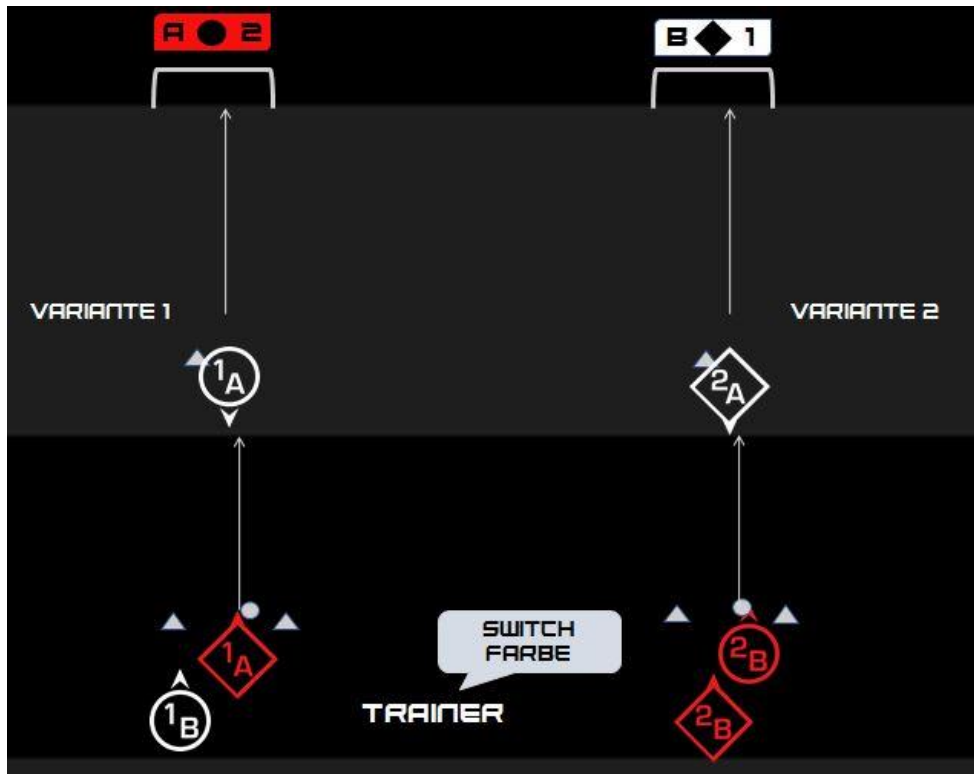 A 2
B 1
VARIANTE 1
VARIANTE 2
1A
2A
SWITCH
FARBE
1A
2B
TRAINER
1B
2B